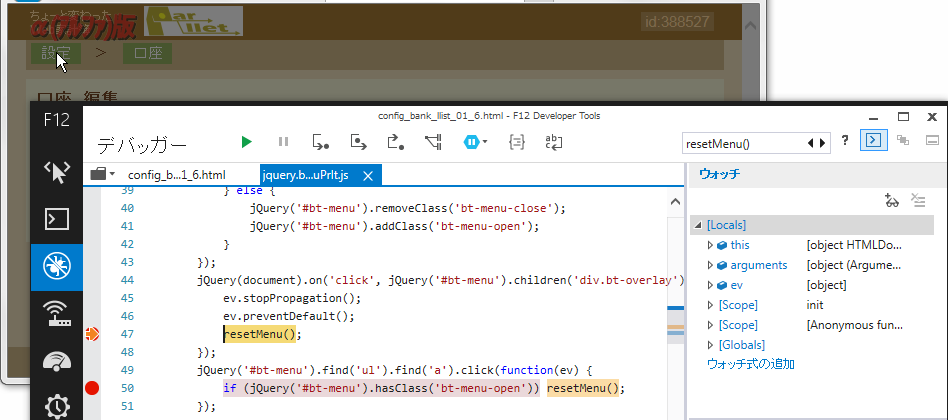 ちょっと変わった
α(アルファ)版
Par
llet.
id:388527
設定 > 口座
口座 編集
F12
config_bank_llist_01_6.html - F12 Developer Tools
デバッガー
resetMenu()
?
config_b...1_6.html
jquery.b...uPrlt.js
ウォッチ
39 } else {
40 jQuery('#bt-menu').removeClass('bt-menu-close');
41 jQuery('#bt-menu').addClass('bt-menu-open');
42 }
43 });
44 jQuery(document).on('click', jQuery('#bt-menu').children('div.bt-overlay')
45 ev.stopPropagation();
46 ev.preventDefault();
47 resetMenu();
48 });
49 jQuery('#bt-menu').find('ul').find('a').click(function(ev) {
50 if (jQuery('#bt-menu').hasClass('bt-menu-open')) resetMenu();
51 });
[Locals]
this [object HTMLDo...
arguments [object (Argume...
ev [object]
[Scope] init
[Scope] [Anonymous fun...
[Globals]
ウォッチ式の追加